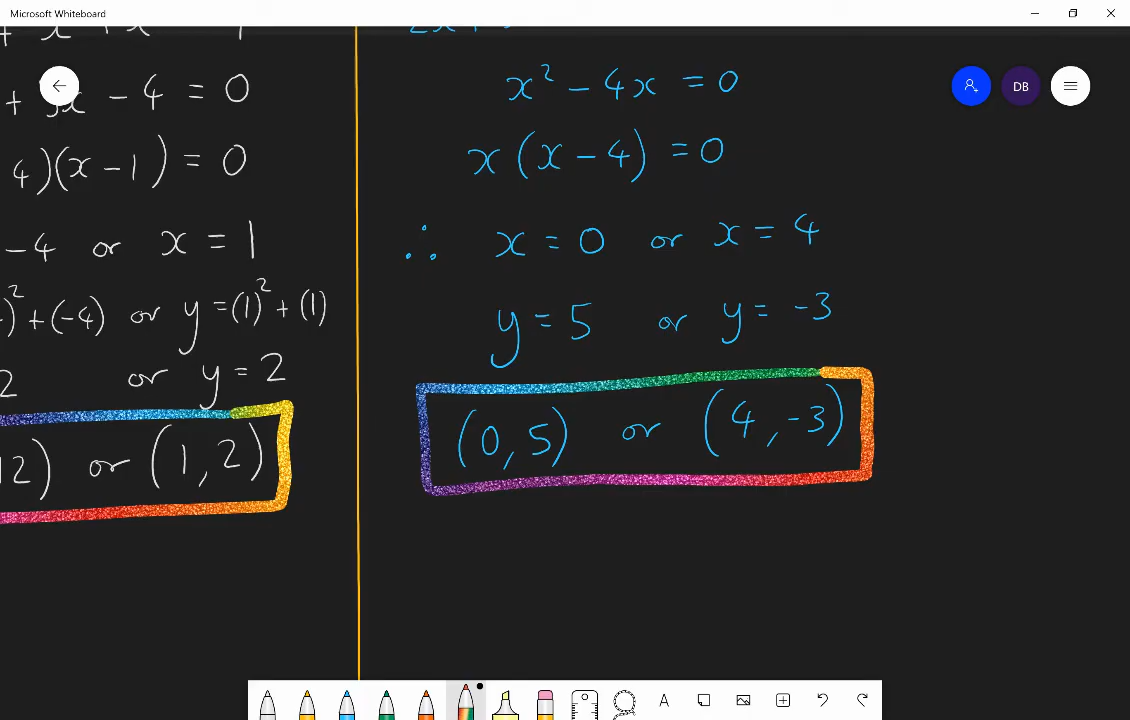 Microsoft Whiteboard
DB
+ 3x - 4 = 0
4)(x - 1) = 0
-4 or x = 1
)² + (-4) or y = (1)² + (1)
2 or y = 2
12) or (1, 2)
x² - 4x = 0
x(x - 4) = 0
∴ x = 0 or x = 4
y = 5 or y = -3
(0, 5) or (4, -3)
A